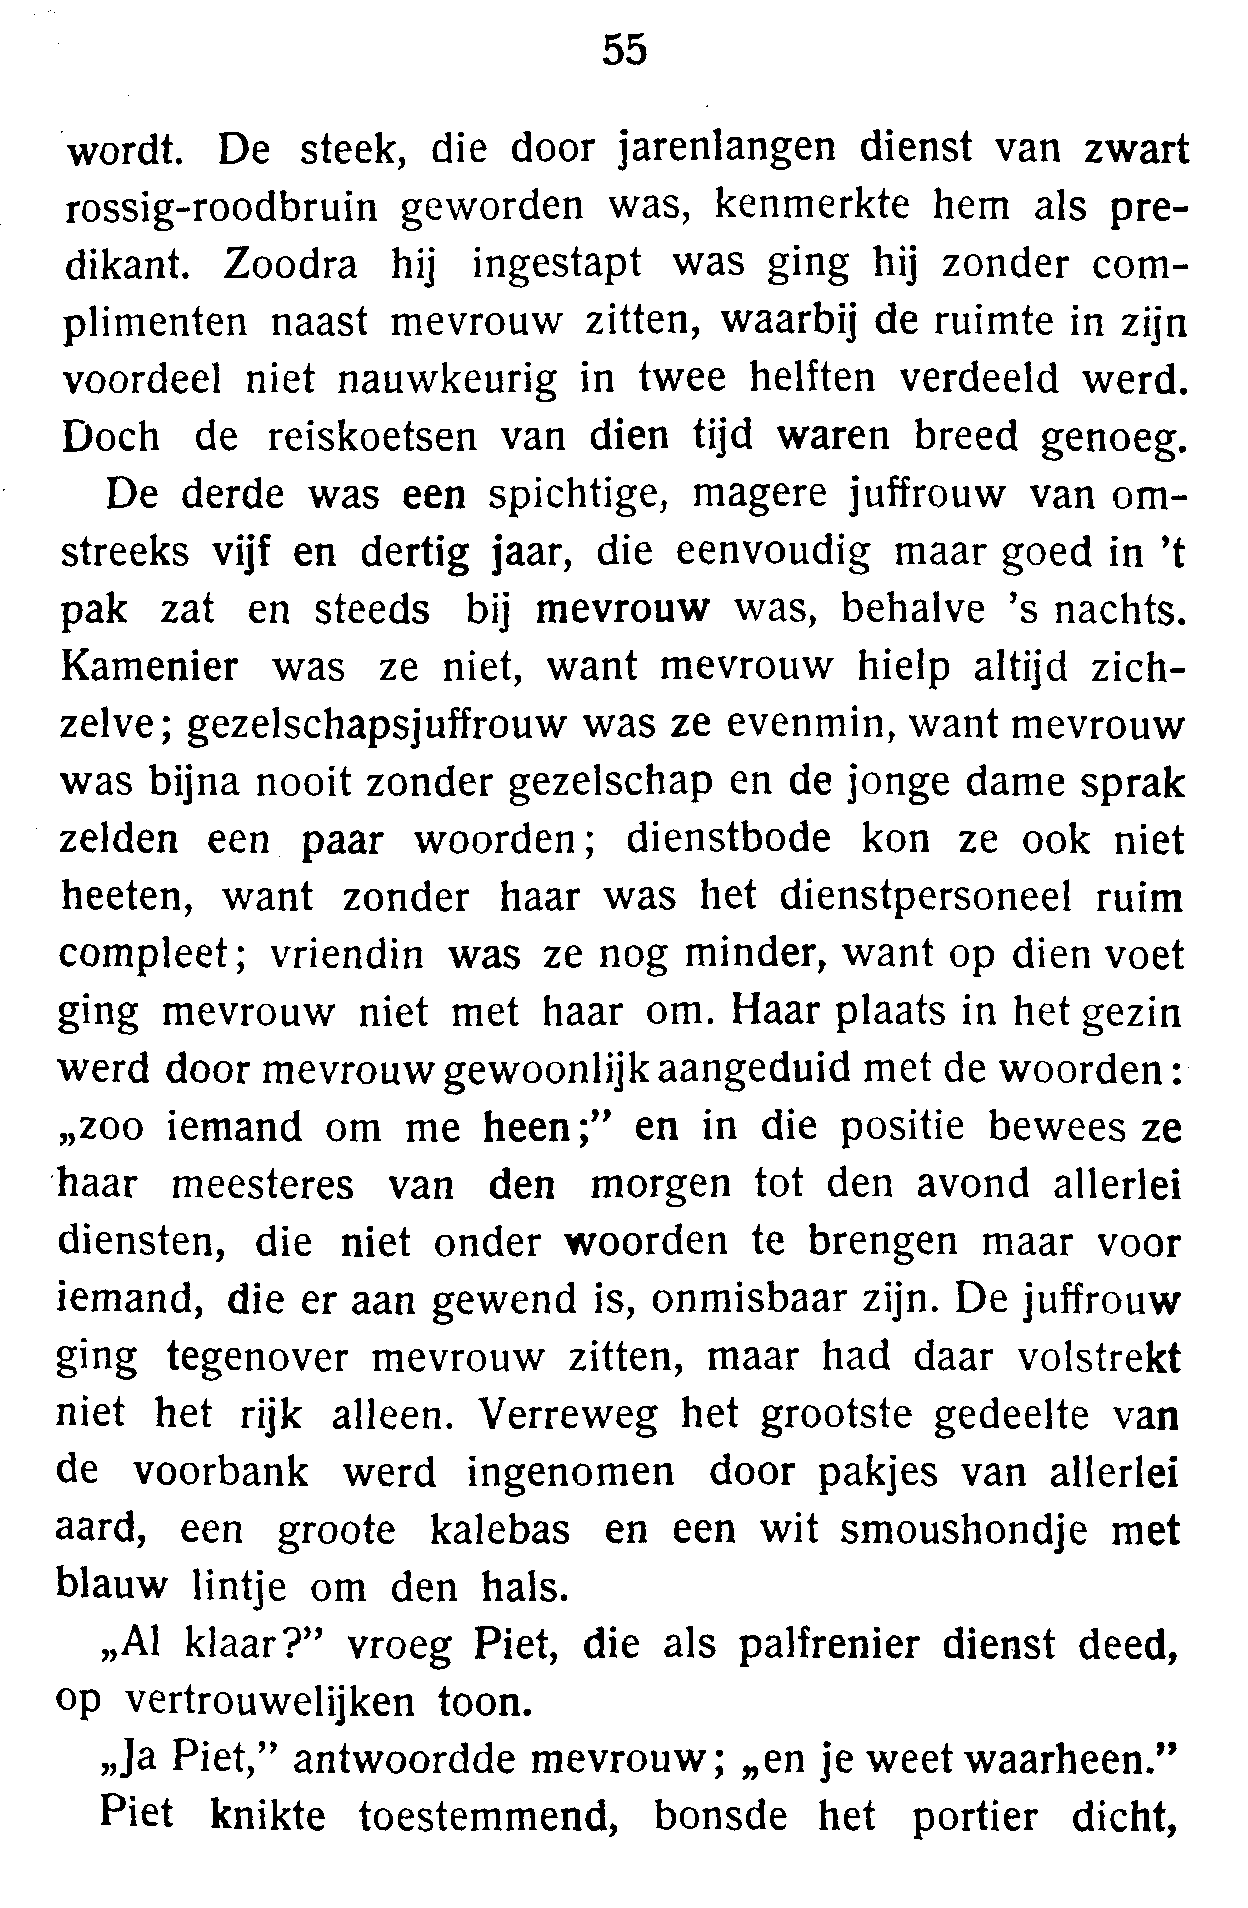 55
wordt. De steek, die door jarenlangen dienst van zwart
rossig-roodbruin geworden was, kenmerkte hem als pre-
dikant. Zoodra hij ingestapt was ging hij zonder com-
plimenten naast mevrouw zitten, waarbij de ruimte in zijn
voordeel niet nauwkeurig in twee helften verdeeld werd.
Doch de reiskoetsen van dien tijd waren breed genoeg.
De derde was een spichtige, magere juffrouw van om-
streeks vijf en dertig jaar, die eenvoudig maar goed in 't
pak zat en steeds bij mevrouw was, behalve 's nachts.
Kamenier was ze niet, want mevrouw hielp altijd zich-
zelve; gezelschapsjuffrouw was ze evenmin, want mevrouw
was bijna nooit zonder gezelschap en de jonge dame sprak
zelden een paar woorden; dienstbode kon ze ook niet
heeten, want zonder haar was het dienstpersoneel ruim
compleet; vriendin was ze nog minder, want op dien voet
ging mevrouw niet met haar om. Haar plaats in het gezin
werd door mevrouw gewoonlijk aangeduid met de woorden:
„zoo iemand om me heen;” en in die positie bewees ze
haar meesteres van den morgen tot den avond allerlei
diensten, die niet onder woorden te brengen maar voor
iemand, die er aan gewend is, onmisbaar zijn. De juffrouw
ging tegenover mevrouw zitten, maar had daar volstrekt
niet het rijk alleen. Verreweg het grootste gedeelte van
de voorbank werd ingenomen door pakjes van allerlei
aard, een groote kalebas en een wit smoushondje met
blauw lintje om den hals.
„Al klaar?” vroeg Piet, die als palfrenier dienst deed,
op vertrouwelijken toon.
„Ja Piet,” antwoordde mevrouw; „en je weet waarheen.”
Piet knikte toestemmend, bonsde het portier dicht,